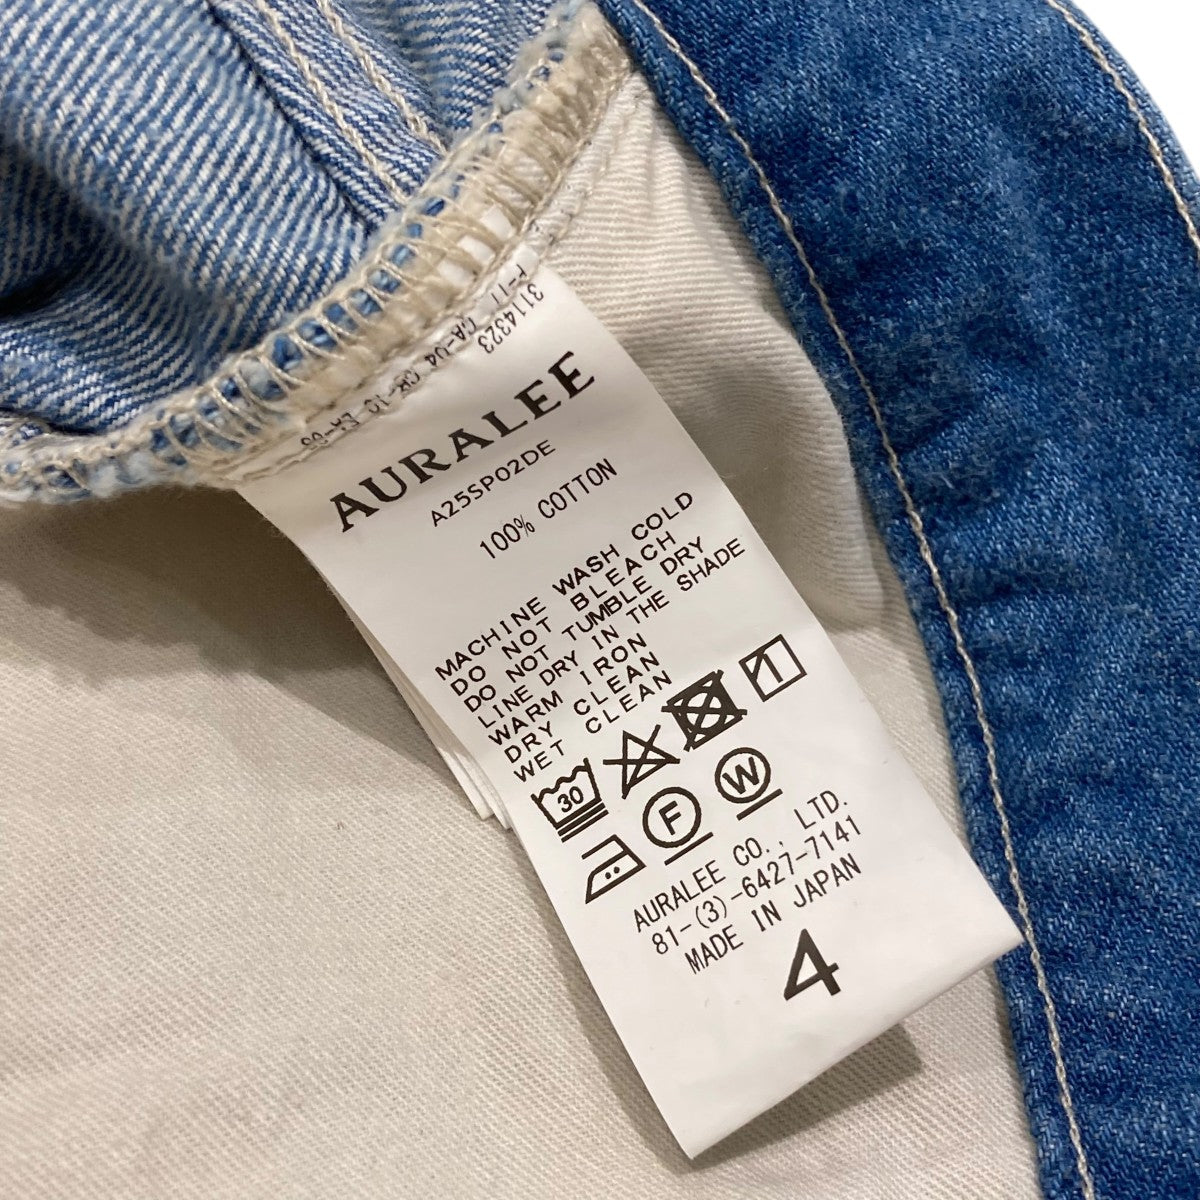 3114323
AURALEE
A25SP02DE
100% COTTON
MACHINE WASH COLD
DO NOT BLEACH
DO NOT TUMBLE DRY
LINE DRY IN THE SHADE
WARM IRON
DRY CLEAN
WET CLEAN
30
F
W
AURALEE CO., LTD.
81-(3)-6427-7141
MADE IN JAPAN
4